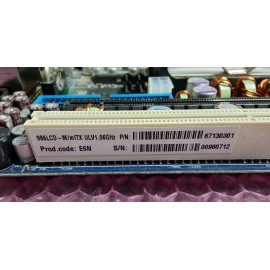 986LCD-M/mITX ULV1.06GHz P/N: 67130301
Prod.code: E6N S/N: 00960712